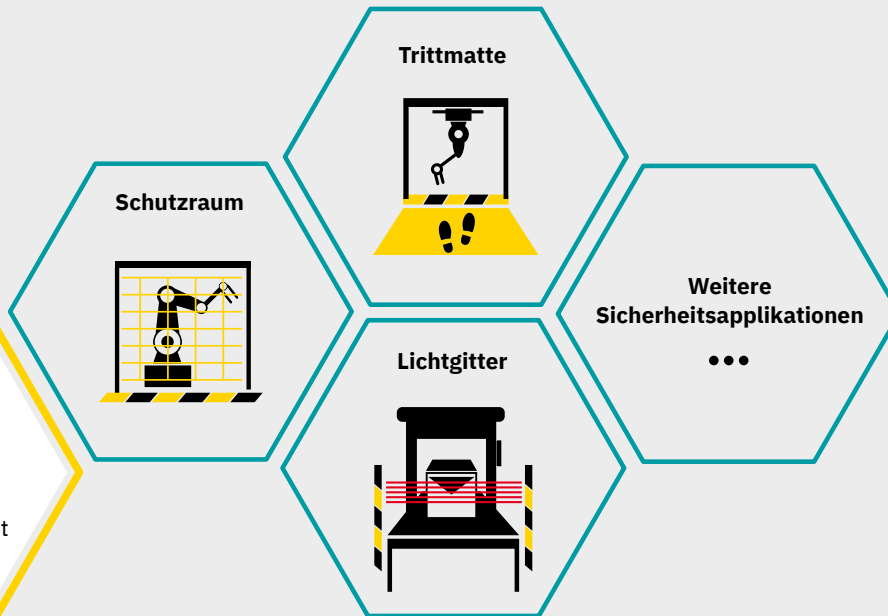 Trittmatte
Schutzraum
Weitere
Sicherheitsapplikationen
•••
Lichtgitter
t